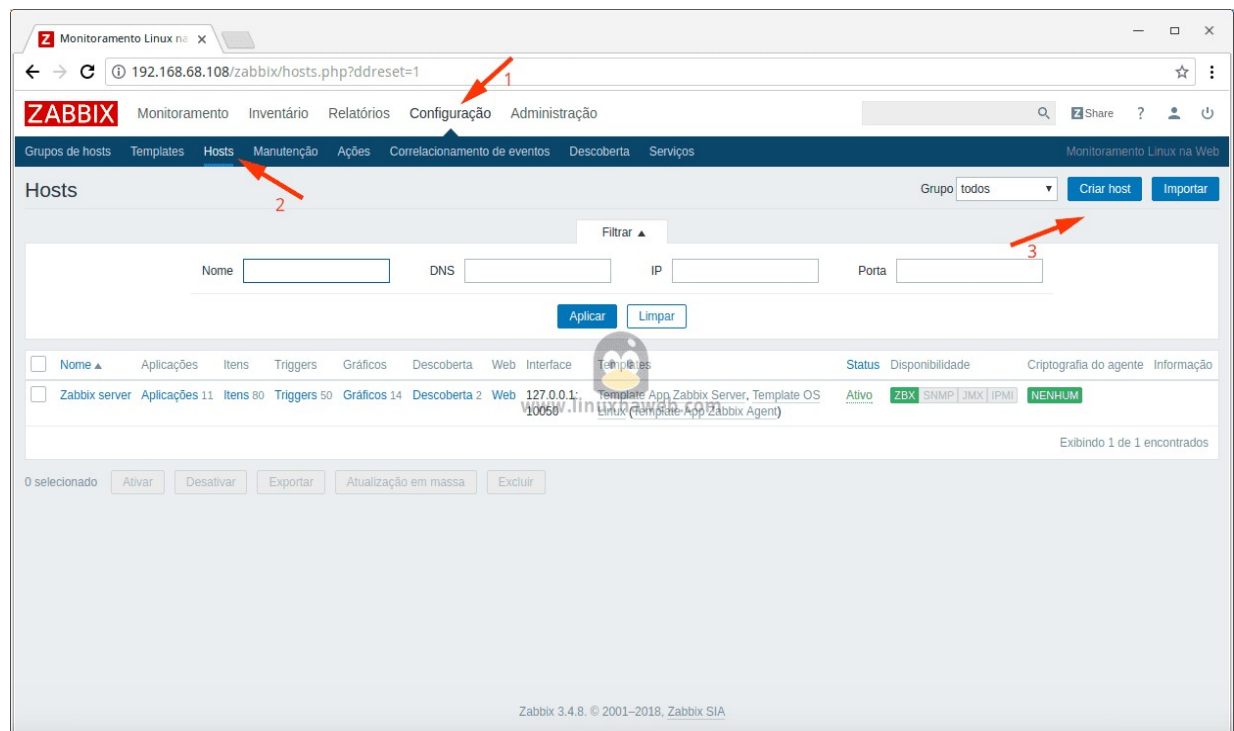 Z Monitoramento Linux na
192.168.68.108/zabbix/hosts.php?ddreset=1
1
ZABBIX Monitoramento Inventário Relatórios Configuração Administração Z Share ?
Grupos de hosts Templates Hosts Manutenção Ações Correlacionamento de eventos Descoberta Serviços Monitoramento Linux na Web
Hosts Grupo todos Criar host Importar
2
Filtrar
3
Nome DNS IP Porta
Aplicar Limpar
Nome Aplicações Itens Triggers Gráficos Descoberta Web Interface Templates Status Disponibilidade Criptografia do agente Informação
Zabbix server Aplicações 11 Itens 80 Triggers 50 Gráficos 14 Descoberta 2 Web 127.0.0.1: Template App Zabbix Server, Template OS Ativo ZBX SNMP JMX IPMI NENHUM
10050 Linux (Template App Zabbix Agent)
www.linuxnaweb.com
Exibindo 1 de 1 encontrados
0 selecionado Ativar Desativar Exportar Atualização em massa Excluir
Zabbix 3.4.8. © 2001–2018, Zabbix SIA